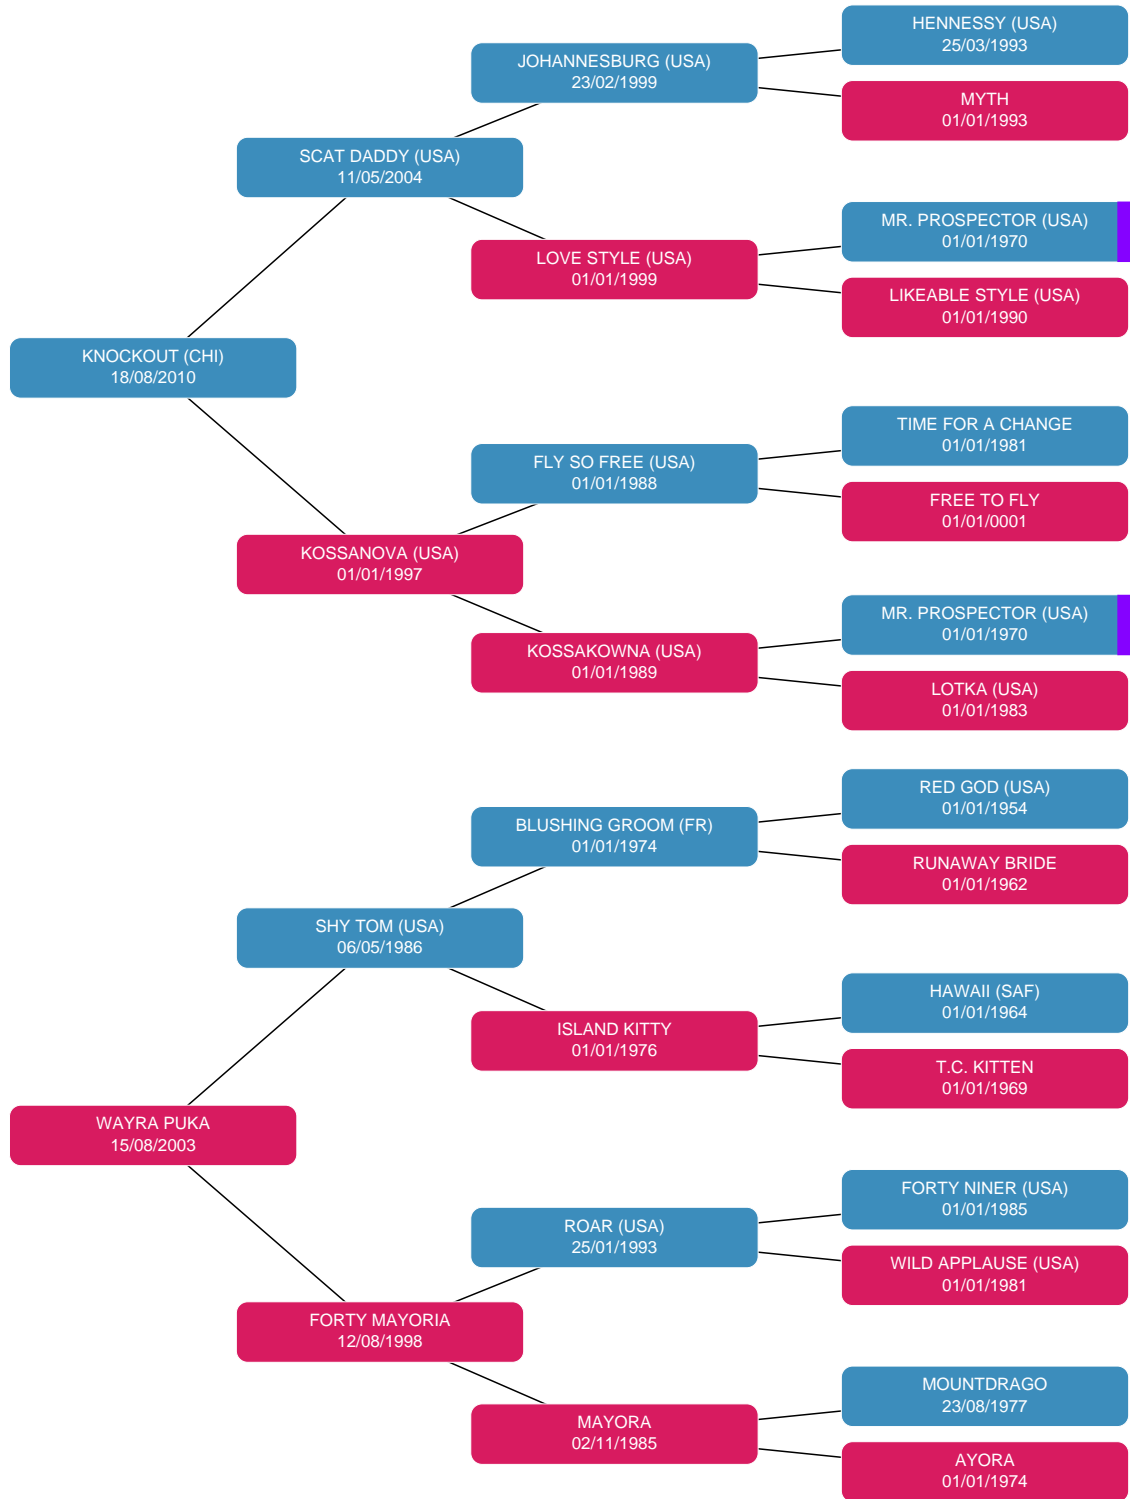 HENNESSY (USA)
25/03/1993
JOHANNESBURG (USA)
23/02/1999
MYTH
01/01/1993
SCAT DADDY (USA)
11/05/2004
MR. PROSPECTOR (USA)
01/01/1970
LOVE STYLE (USA)
01/01/1999
LIKEABLE STYLE (USA)
01/01/1990
KNOCKOUT (CHI)
18/08/2010
TIME FOR A CHANGE
01/01/1981
FLY SO FREE (USA)
01/01/1988
FREE TO FLY
01/01/0001
KOSSANOVA (USA)
01/01/1997
MR. PROSPECTOR (USA)
01/01/1970
KOSSAKOWNA (USA)
01/01/1989
LOTKA (USA)
01/01/1983
RED GOD (USA)
01/01/1954
BLUSHING GROOM (FR)
01/01/1974
RUNAWAY BRIDE
01/01/1962
SHY TOM (USA)
06/05/1986
HAWAII (SAF)
01/01/1964
ISLAND KITTY
01/01/1976
T.C. KITTEN
01/01/1969
WAYRA PUKA
15/08/2003
FORTY NINER (USA)
01/01/1985
ROAR (USA)
25/01/1993
WILD APPLAUSE (USA)
01/01/1981
FORTY MAYORIA
12/08/1998
MOUNTDRAGO
23/08/1977
MAYORA
02/11/1985
AYORA
01/01/1974